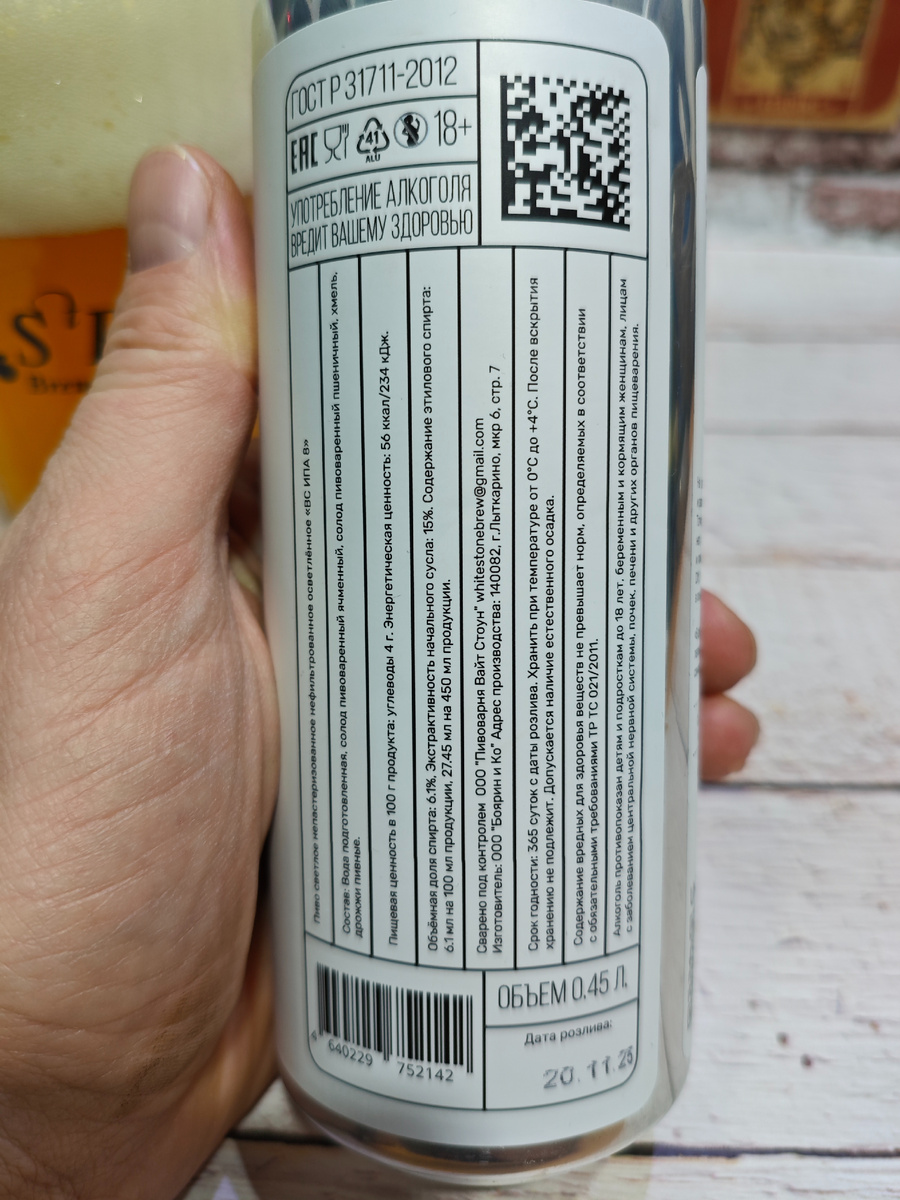 ГОСТ Р 31711-2012
EAC
41
ALU
18+
УПОТРЕБЛЕНИЕ АЛКОГОЛЯ
ВРЕДИТ ВАШЕМУ ЗДОРОВЬЮ
Пиво светлое непастеризованное нефильтрованное осветлённое «ВС ИПА 8»
Состав: Вода подготовленная, солод пивоваренный ячменный, солод пивоваренный пшеничный, хмель,
дрожжи пивные.
Пищевая ценность в 100 г продукта: углеводы 4 г. Энергетическая ценность: 56 ккал/234 кДж.
Объёмная доля спирта: 6.1%, Экстрактивность начального сусла: 15%. Содержание этилового спирта:
6.1 мл на 100 мл продукции, 27.45 мл на 450 мл продукции.
Сварено под контролем ООО "Пивоварня Вайт Стоун" whitestonebrew@gmail.com
Изготовитель: ООО "Боярин и Ко" Адрес производства: 140082, г.Лыткарино, мкр 6, стр. 7
Срок годности: 365 суток с даты розлива. Хранить при температуре от 0°С до +4°С. После вскрытия
хранению не подлежит. Допускается наличие естественного осадка.
Содержание вредных для здоровья веществ не превышает норм, определяемых в соответствии
с обязательными требованиями ТР ТС 021/2011.
Алкоголь противопоказан детям и подросткам до 18 лет, беременным и кормящим женщинам, лицам
с заболеванием центральной нервной системы, почек, печени и других органов пищеварения.
4 640229 752142
ОБЪЕМ 0.45 Л.
Дата розлива:
20.11.25